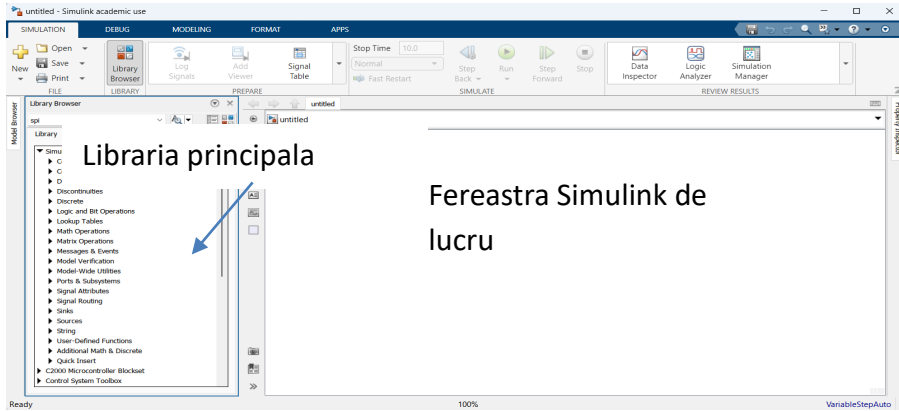 untitled - Simulink academic use
SIMULATION DEBUG MODELING FORMAT APPS
New
Open
Save
Print
FILE
Library Browser
LIBRARY
Log Signals
Add Viewer
Signal Table
PREPARE
Stop Time 10.0
Normal
Fast Restart
Step Back
Run
Step Forward
Stop
SIMULATE
Data Inspector
Logic Analyzer
Simulation Manager
REVIEW RESULTS
Model Browser
Library Browser
spi
Library
untitled
untitled
Property Inspector
Libraria principala
Fereastra Simulink de
lucru
Simu
C
C
D
Discontinuities
Discrete
Logic and Bit Operations
Lookup Tables
Math Operations
Matrix Operations
Messages & Events
Model Verification
Model-Wide Utilities
Ports & Subsystems
Signal Attributes
Signal Routing
Sinks
Sources
String
User-Defined Functions
Additional Math & Discrete
Quick Insert
C2000 Microcontroller Blockset
Control System Toolbox
Ready 100% VariableStepAuto